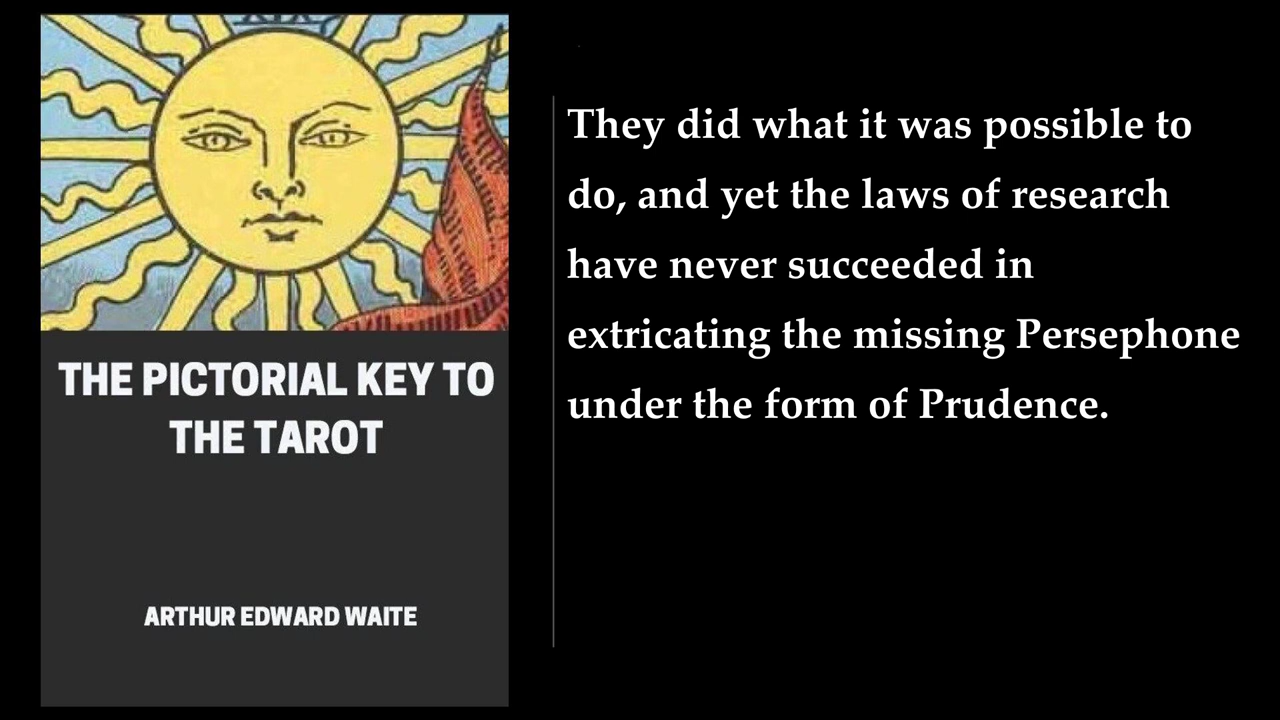 XIX
THE PICTORIAL KEY TO
THE TAROT
ARTHUR EDWARD WAITE
They did what it was possible to
do, and yet the laws of research
have never succeeded in
extricating the missing Persephone
under the form of Prudence.